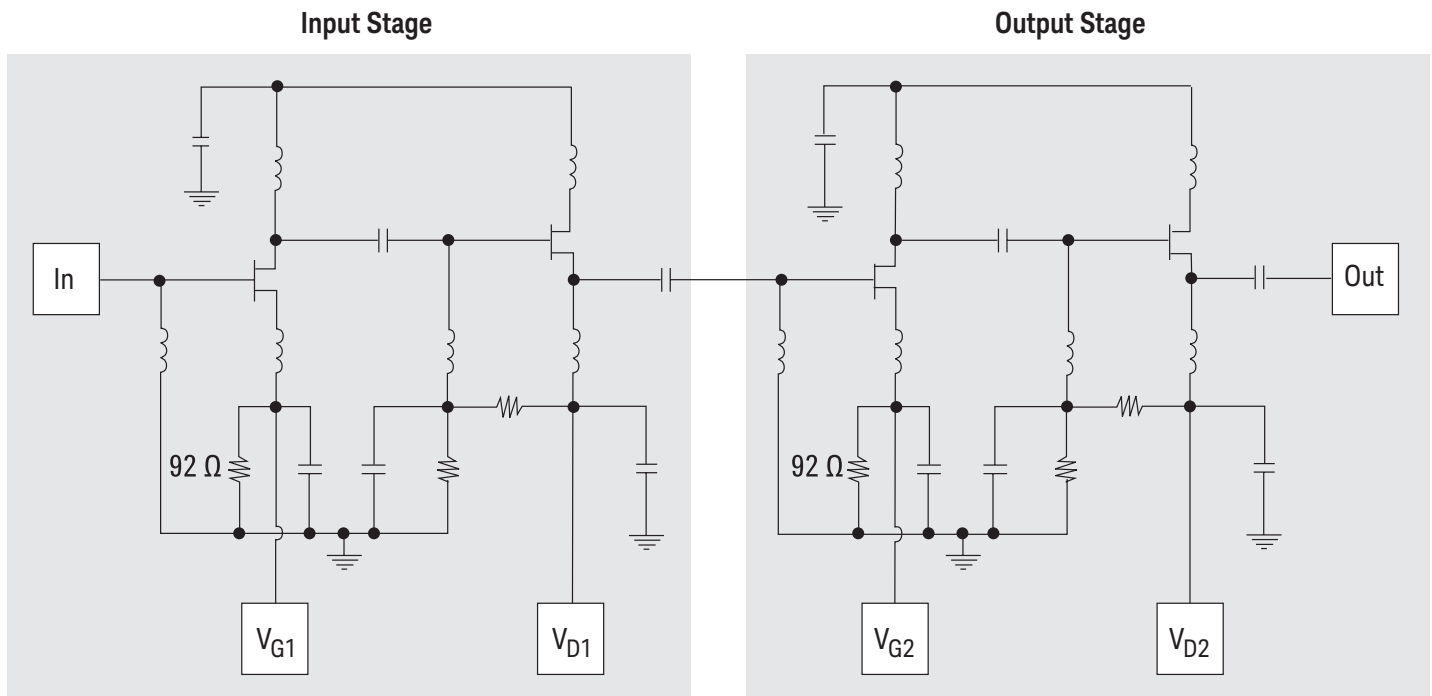 Input Stage
Output Stage
In
Out
92 Ω
92 Ω
VG1
VD1
VG2
VD2